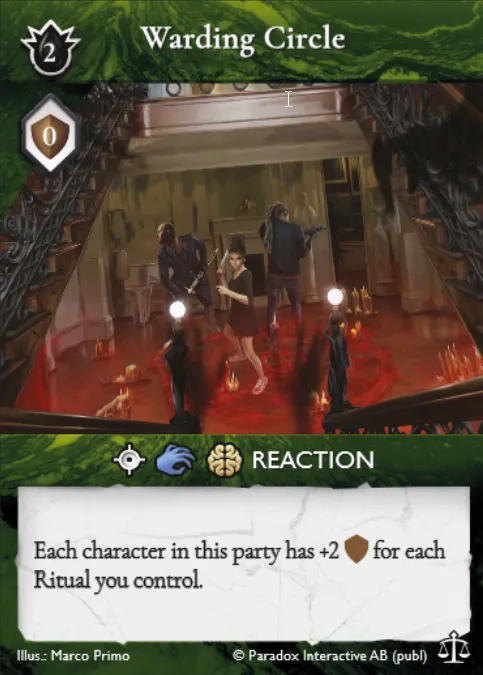 2
Warding Circle
0
REACTION
Each character in this party has +2 for each
Ritual you control.
Illus.: Marco Primo
© Paradox Interactive AB (publ)